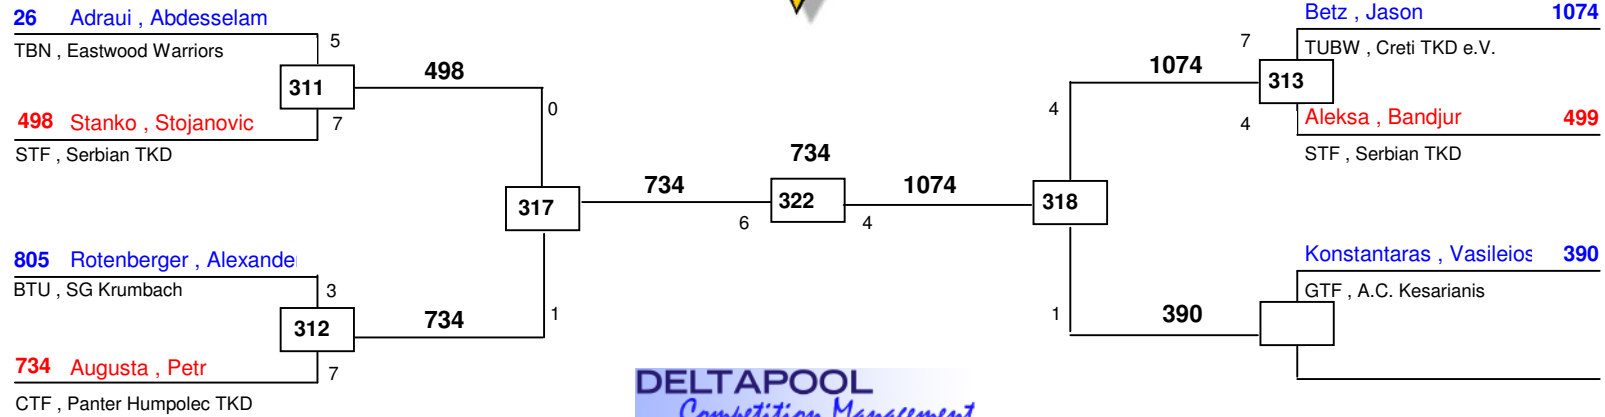 26 Adraui , Abdesselam
TBN , Eastwood Warriors
5
311
498
498 Stanko , Stojanovic
7
STF , Serbian TKD
0
317
734
805 Rotenberger , Alexande
BTU , SG Krumbach
3
312
734
1
734 Augusta , Petr
7
CTF , Panter Humpolec TKD
734
322
6
4
1074
Betz , Jason 1074
TUBW , Creti TKD e.V.
7
1074
313
4
4
Aleksa , Bandjur 499
STF , Serbian TKD
318
Konstantaras , Vasileios 390
GTF , A.C. Kesarianis
1
390
DELTAPOOL
Competition Management